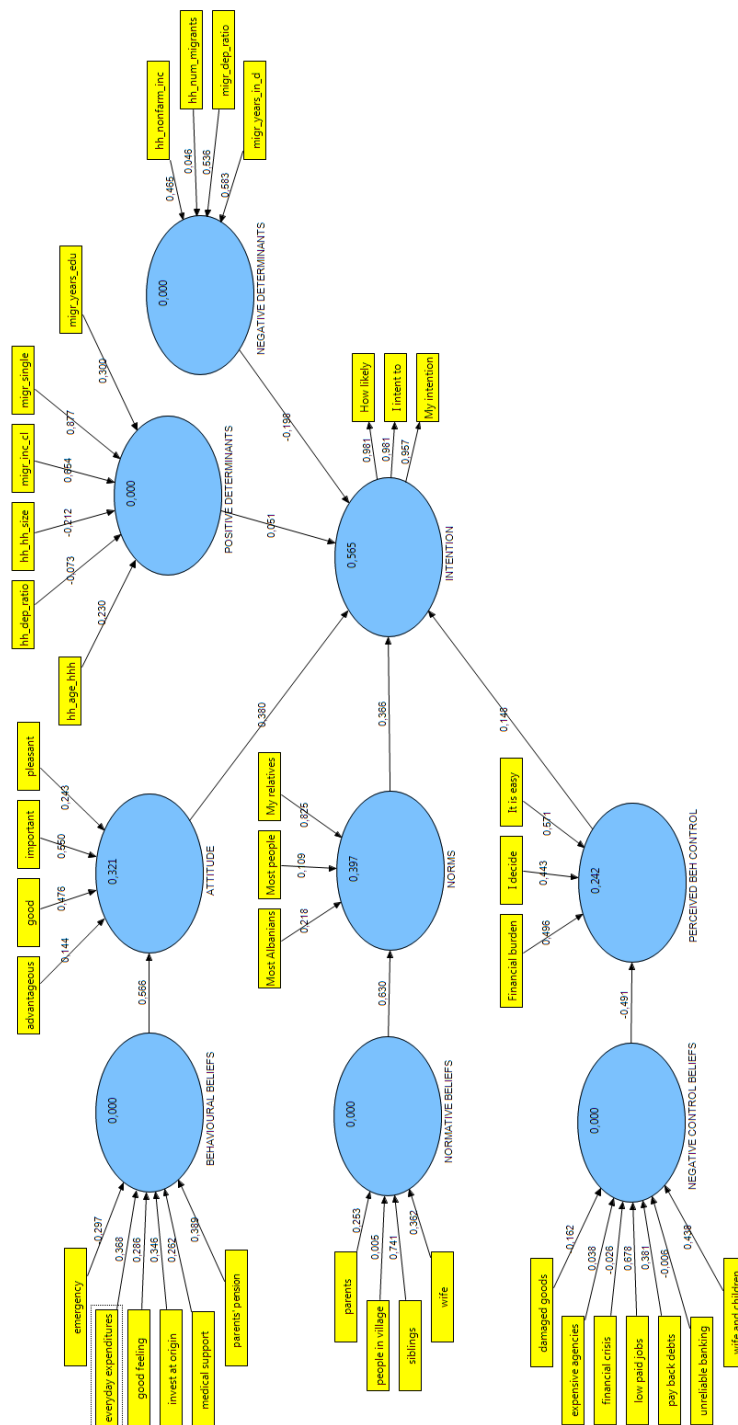 emergency
everyday expenditures
good feeling
invest at origin
medical support
parents' pension
-0,297
0,368
0,286
0,346
0,262
0,389
0,000
BEHAVIOURAL BELIEFS
0,566
advantageous
good
important
pleasant
0,144
0,476
0,550
0,243
0,321
ATTITUDE
0,380
hh_age_hhh
hh_dep_ratio
hh_hh_size
migr_inc_cl
migr_single
migr_years_edu
0,230
-0,073
-0,212
0,654
0,877
0,300
0,000
POSITIVE DETERMINANTS
0,051
hh_nonfarm_inc
hh_num_migrants
migr_dep_ratio
migr_years_in_d
0,465
0,046
0,536
0,583
0,000
NEGATIVE DETERMINANTS
-0,198
parents
people in village
siblings
wife
0,253
0,005
0,741
0,362
0,000
NORMATIVE BELIEFS
0,630
Most Albanians
Most people
My relatives
0,218
0,109
0,825
0,397
NORMS
0,366
0,565
INTENTION
0,981
0,981
0,957
How likely
I intent to
My intention
damaged goods
expensive agencies
financial crisis
low paid jobs
pay back debts
unreliable banking
wife and children
0,162
0,038
-0,026
0,678
0,381
-0,006
0,438
0,000
NEGATIVE CONTROL BELIEFS
-0,491
Financial burden
I decide
It is easy
0,496
0,443
0,571
0,242
PERCEIVED BEH CONTROL
0,148